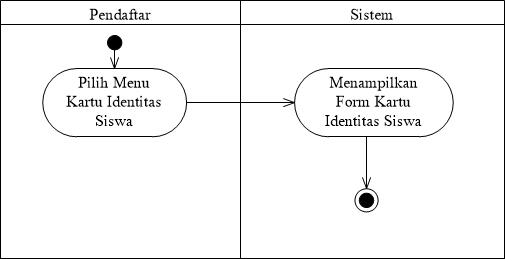 Pendaftar
Sistem
Pilih Menu
Kartu Identitas
Siswa
Menampilkan
Form Kartu
Identitas Siswa